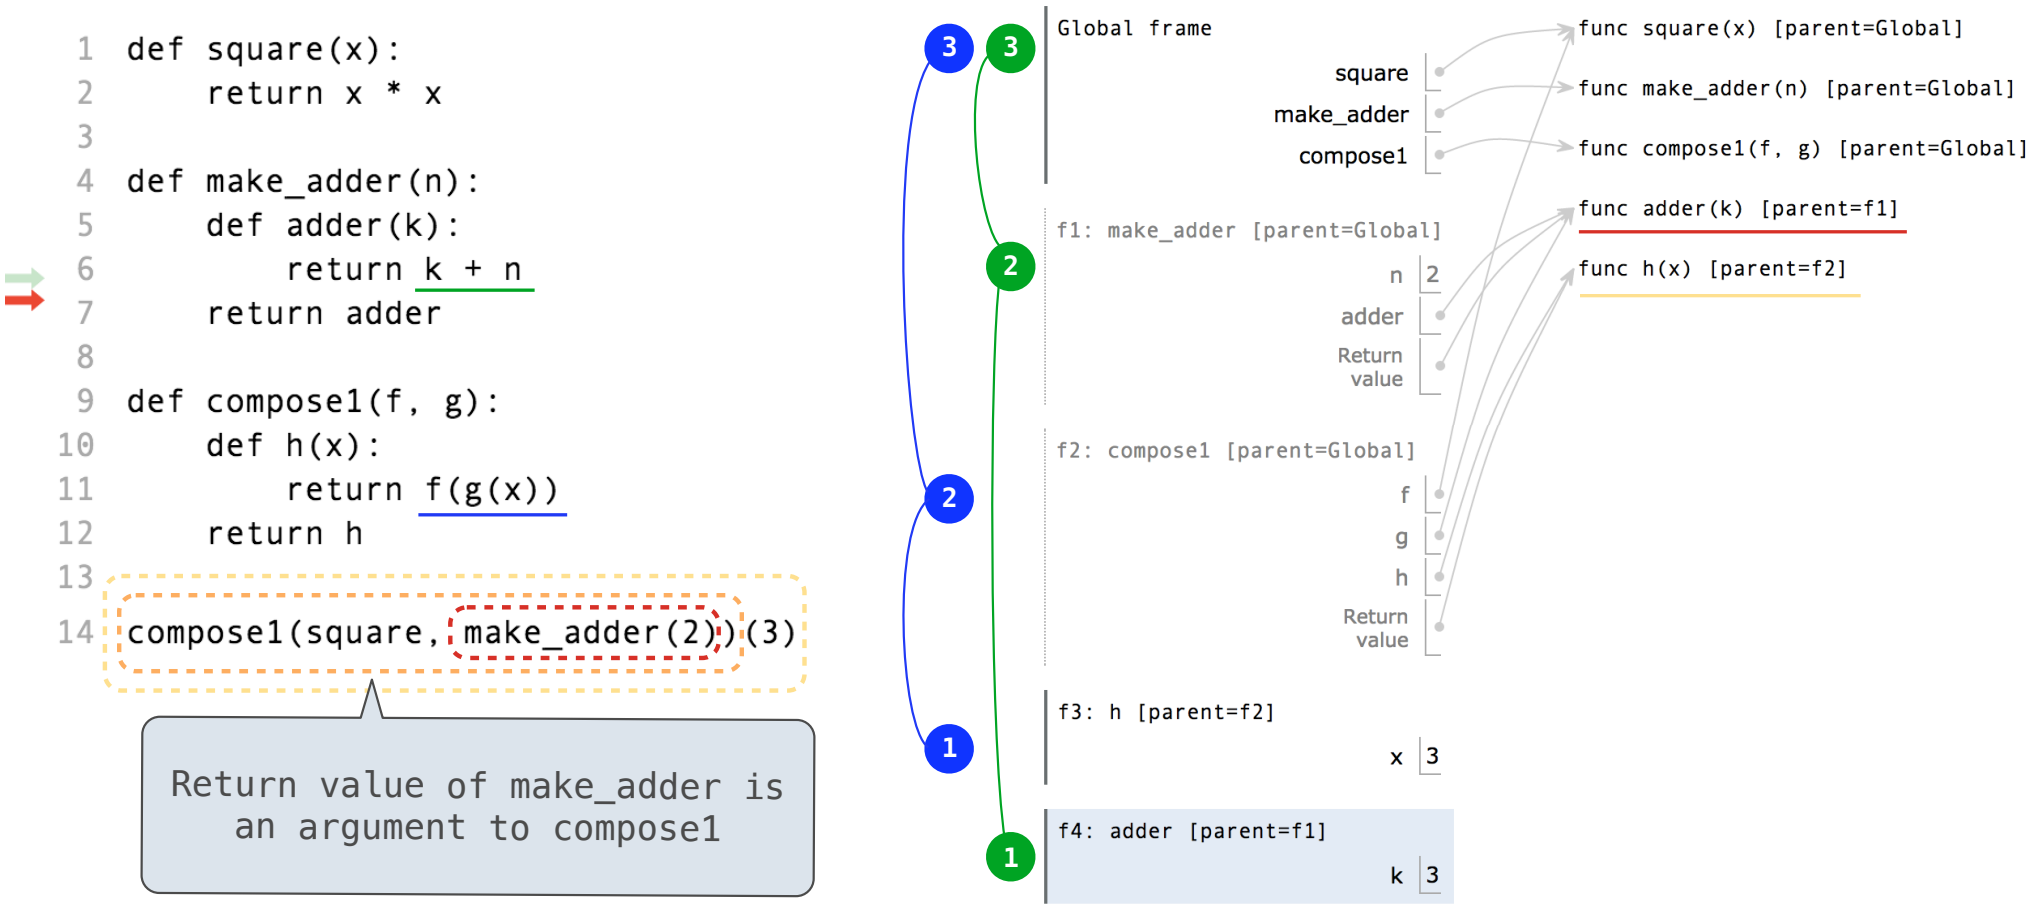 1 def square(x):
2 return x * x
3
4 def make_adder(n):
5 def adder(k):
6 return k + n
7 return adder
8
9 def compose1(f, g):
10 def h(x):
11 return f(g(x))
12 return h
13
14 compose1(square, make_adder(2))(3)
Return value of make_adder is
an argument to compose1
3 3
2
2
1
1
Global frame
square
make_adder
compose1
f1: make_adder [parent=Global]
n 2
adder
Return
value
f2: compose1 [parent=Global]
f
g
h
Return
value
f3: h [parent=f2]
x 3
f4: adder [parent=f1]
k 3
func square(x) [parent=Global]
func make_adder(n) [parent=Global]
func compose1(f, g) [parent=Global]
func adder(k) [parent=f1]
func h(x) [parent=f2]